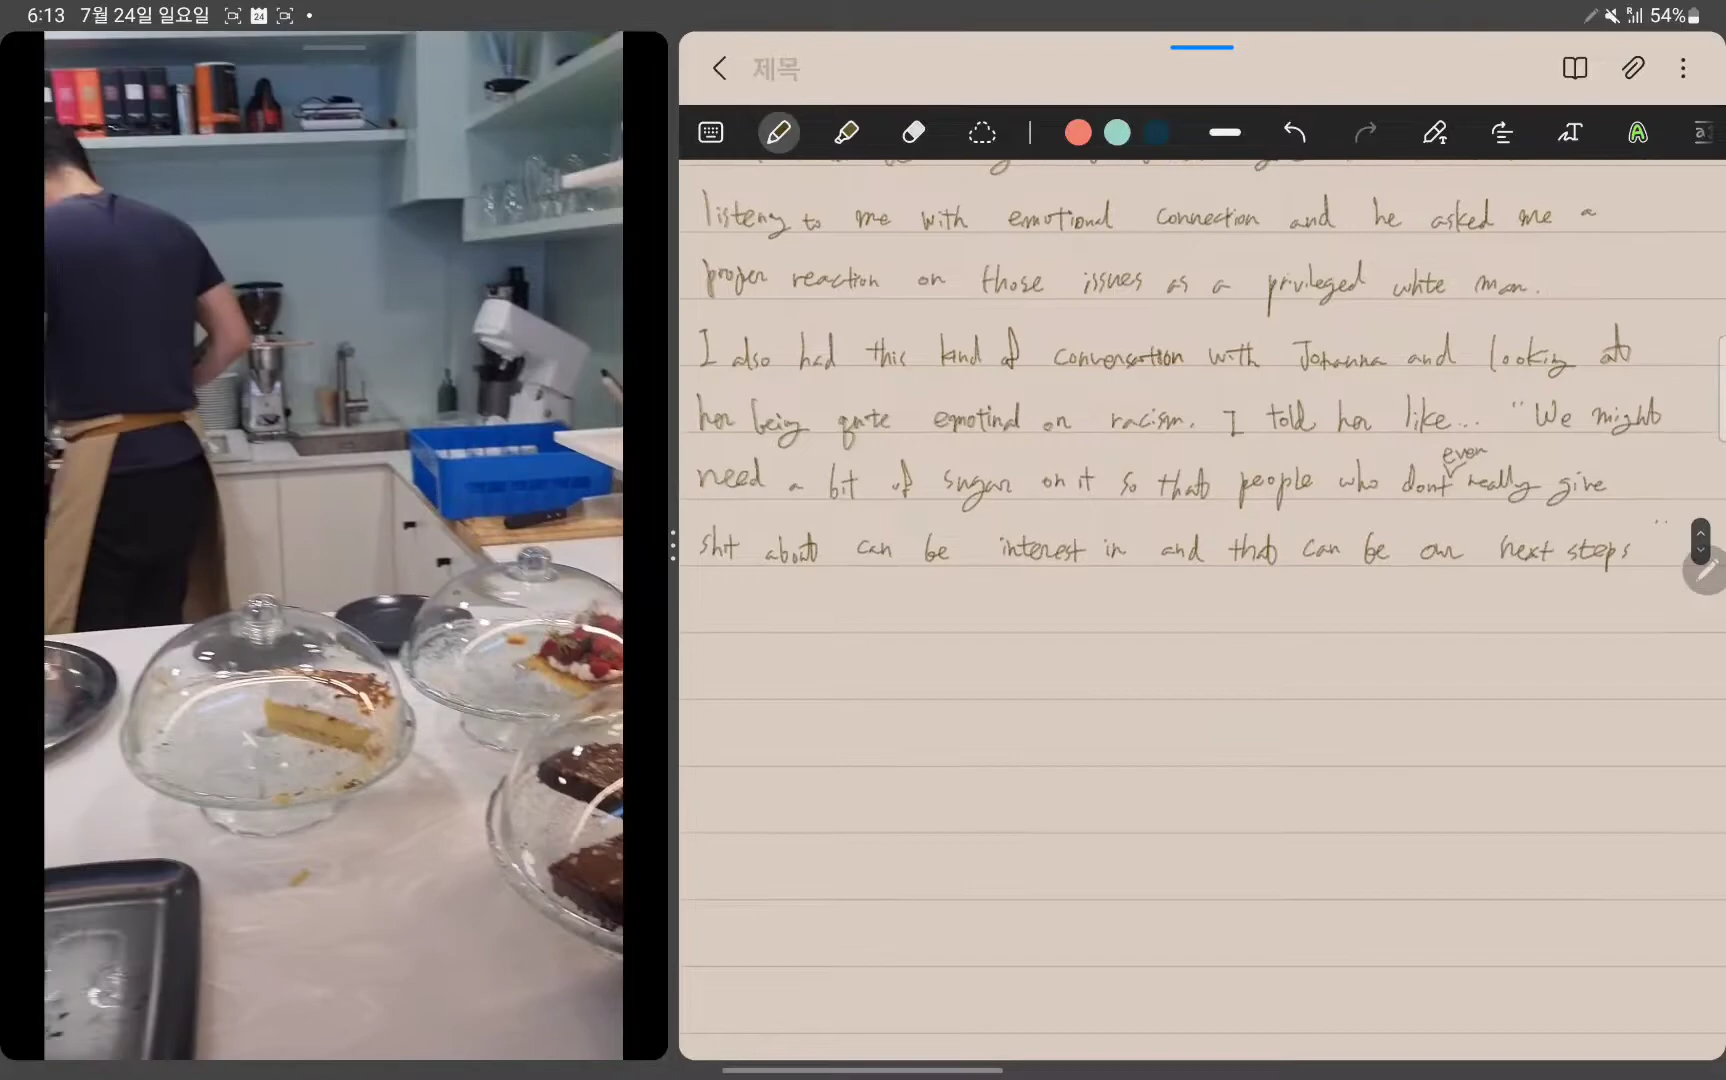 6:13 7월 24일 일요일 24 54%
제목
listeny to me with emotional connection and he asked me a
proper reaction on those issues as a privileged white man.
I also had this kind of conversation with Johanna and looking at
her being quite emotinal on racism. I told her like... "We might
even
need a bit of sugar on it so that people who dont really give
shit about can be interest in and that can be our next steps"